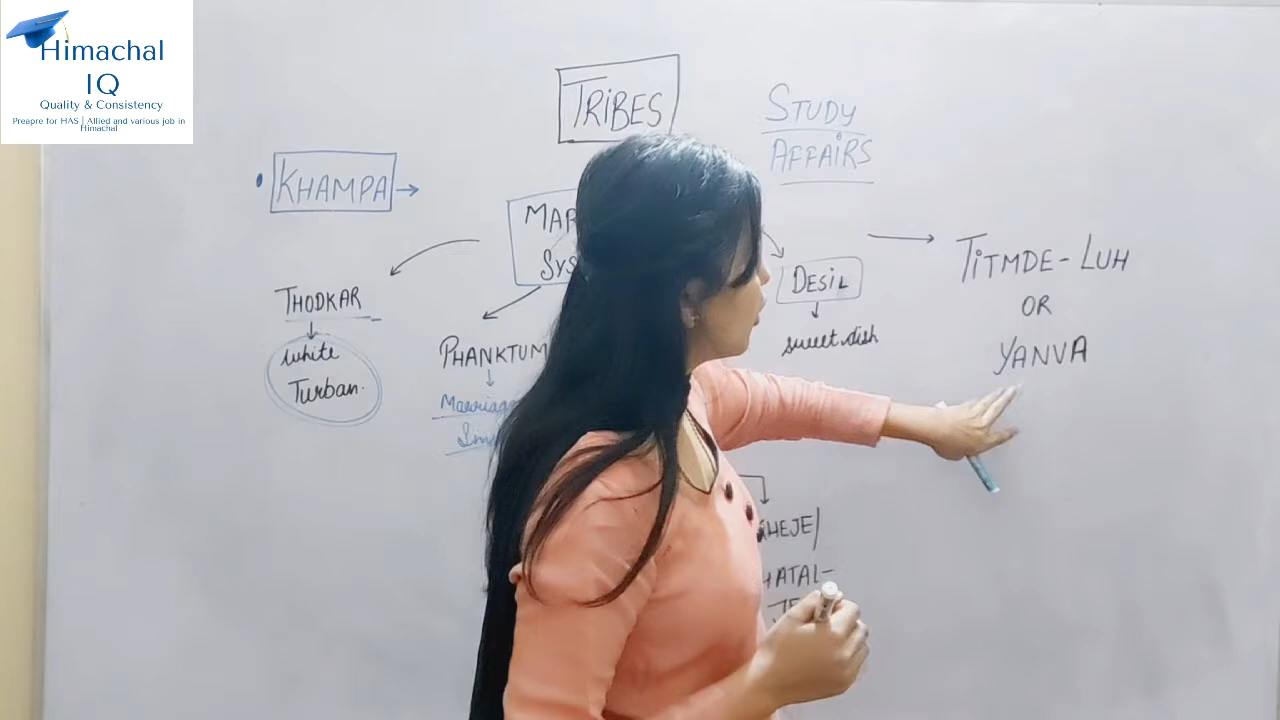 Himachal
IQ
Quality & Consistency
Preapre for HAS | Allied and various job in
Himachal
TRIBES
STUDY
AFFAIRS
KHAMPA
THODKAR
white
Turban.
PHANKTUM
DESIL
sweet dish
TITMDE-LUH
OR
YANVA